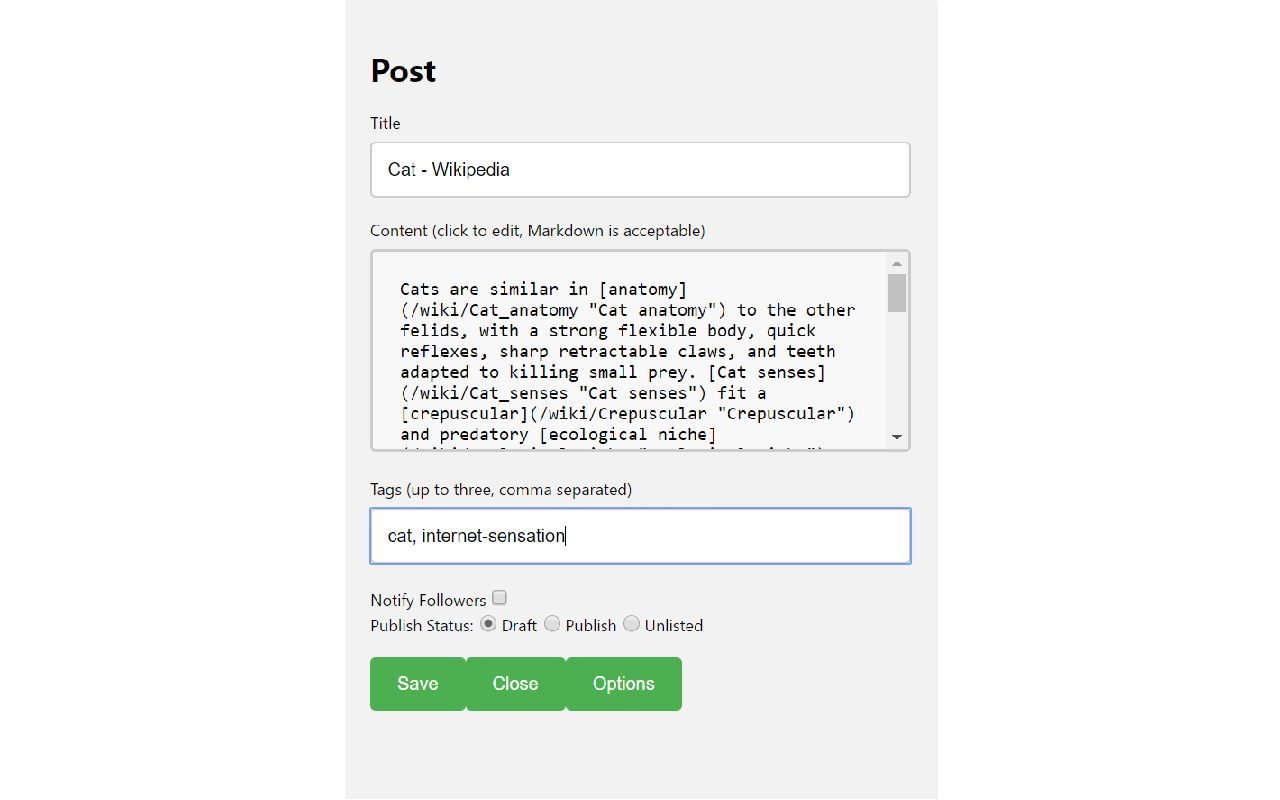 Post
Title
Cat - Wikipedia
Content (click to edit, Markdown is acceptable)
Cats are similar in [anatomy]
(/wiki/Cat_anatomy "Cat anatomy") to the other
felids, with a strong flexible body, quick
reflexes, sharp retractable claws, and teeth
adapted to killing small prey. [Cat senses]
(/wiki/Cat_senses "Cat senses") fit a
[crepuscular](/wiki/Crepuscular "Crepuscular")
and predatory [ecological niche]
Tags (up to three, comma separated)
cat, internet-sensation
Notify Followers
Publish Status: Draft Publish Unlisted
Save Close Options